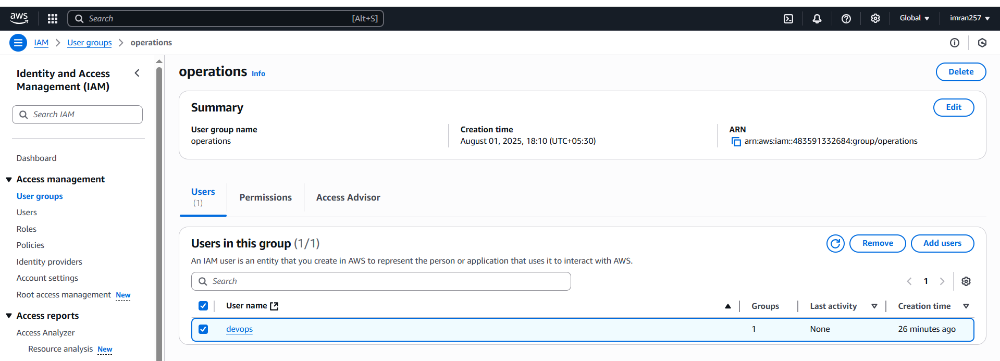 aws
Search [Alt+S] Global imran257
IAM User groups operations
Identity and Access
Management (IAM)
Search IAM
Dashboard
Access management
User groups
Users
Roles
Policies
Identity providers
Account settings
Root access management New
Access reports
Access Analyzer
Resource analysis New
operations Info Delete
Summary Edit
User group name
operations
Creation time
August 01, 2025, 18:10 (UTC+05:30)
ARN
arn:aws:iam::483591332684:group/operations
Users
(1)
Permissions
Access Advisor
Users in this group (1/1) Remove Add users
An IAM user is an entity that you create in AWS to represent the person or application that uses it to interact with AWS.
Search 1
User name Groups Last activity Creation time
devops 1 None 26 minutes ago